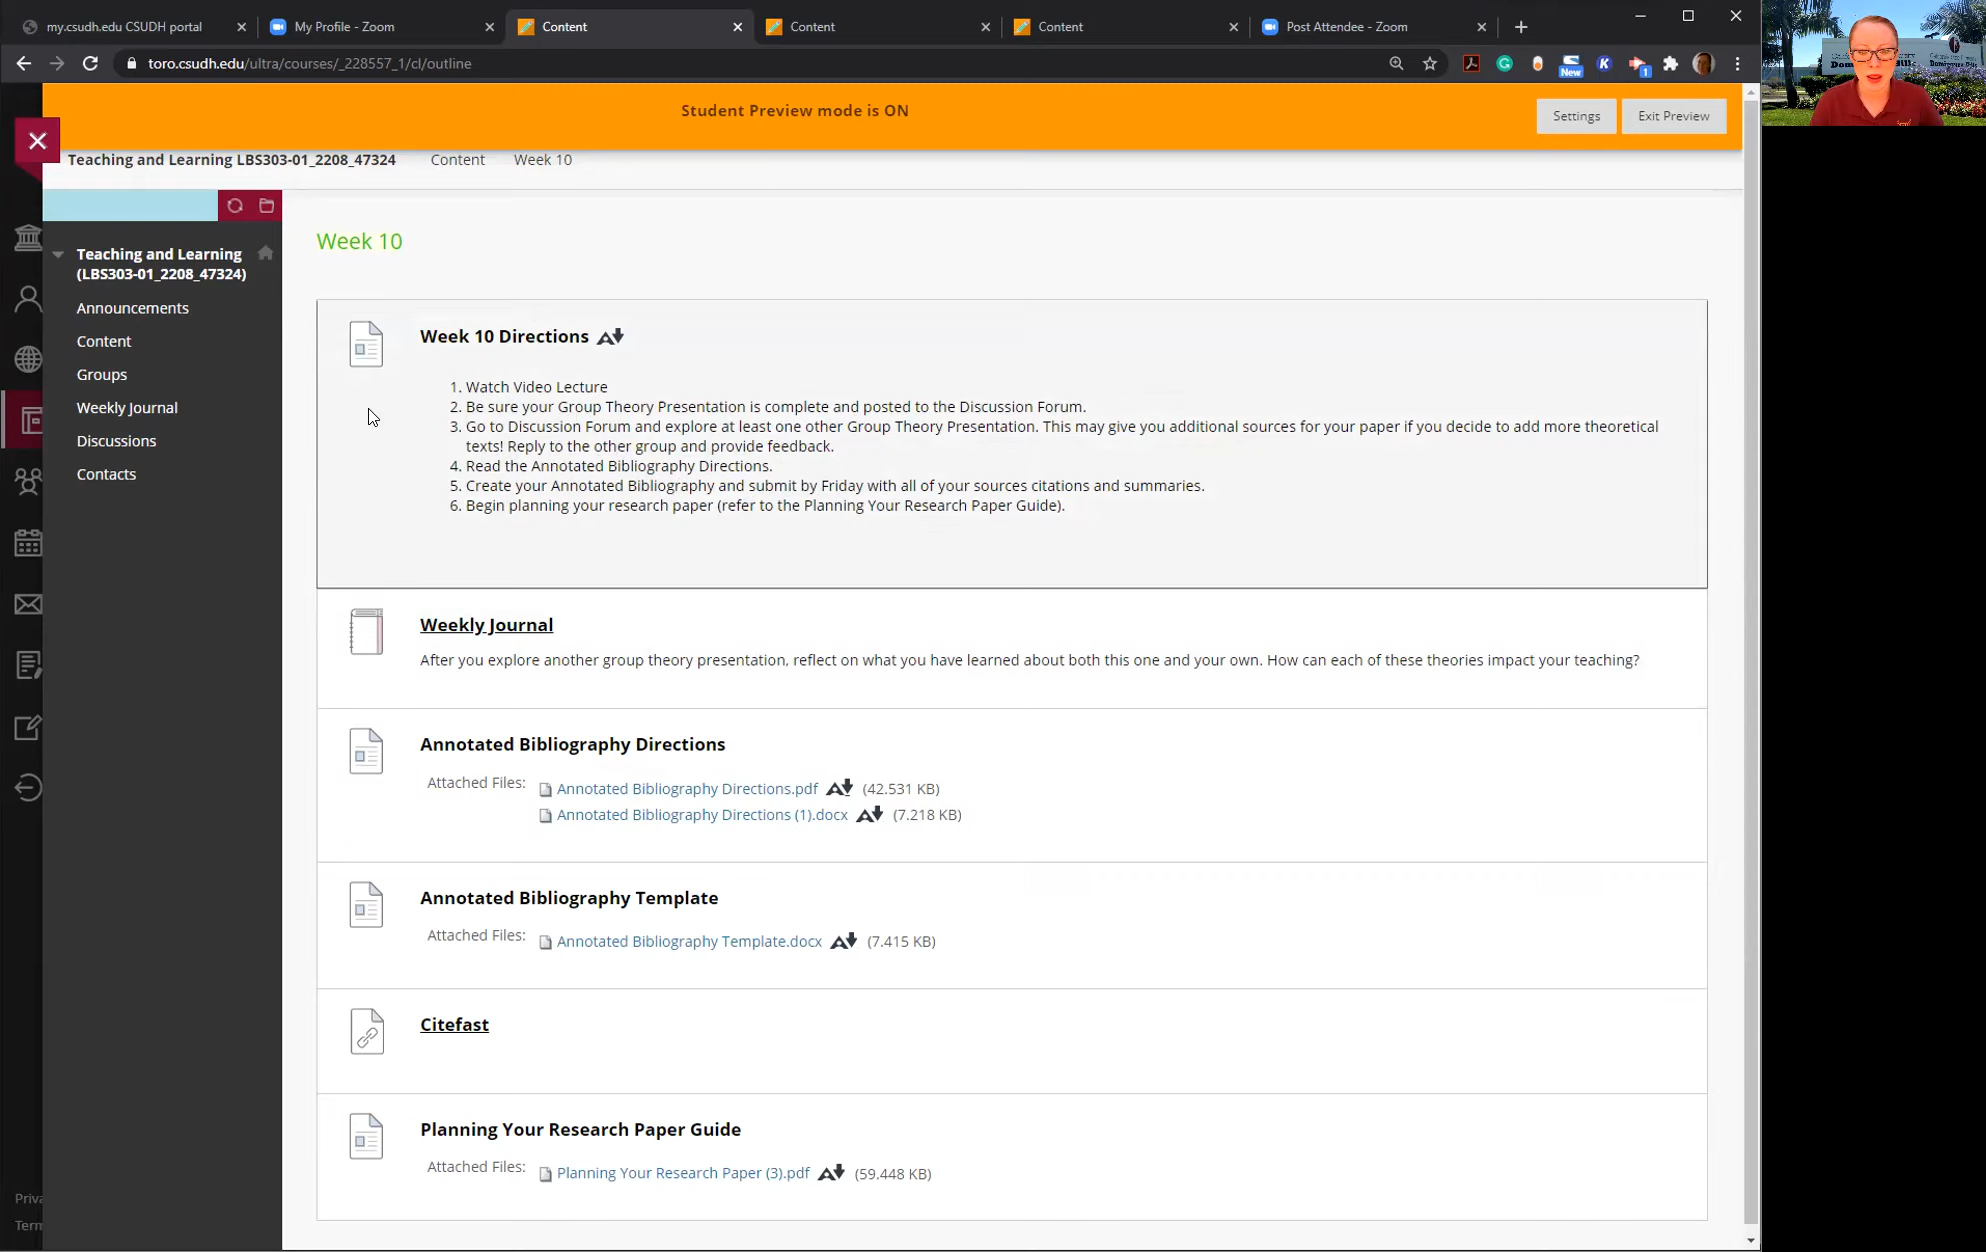 my.csudh.edu CSUDH portal
My Profile - Zoom
Content
Content
Content
Post Attendee - Zoom
toro.csudh.edu/ultra/courses/_228557_1/cl/outline
New
1
Student Preview mode is ON
Settings
Exit Preview
Teaching and Learning LBS303-01_2208_47324
Content
Week 10
Teaching and Learning
(LBS303-01_2208_47324)
Announcements
Content
Groups
Weekly Journal
Discussions
Contacts
Week 10
Week 10 Directions
1. Watch Video Lecture
2. Be sure your Group Theory Presentation is complete and posted to the Discussion Forum.
3. Go to Discussion Forum and explore at least one other Group Theory Presentation. This may give you additional sources for your paper if you decide to add more theoretical
texts! Reply to the other group and provide feedback.
4. Read the Annotated Bibliography Directions.
5. Create your Annotated Bibliography and submit by Friday with all of your sources citations and summaries.
6. Begin planning your research paper (refer to the Planning Your Research Paper Guide).
Weekly Journal
After you explore another group theory presentation, reflect on what you have learned about both this one and your own. How can each of these theories impact your teaching?
Annotated Bibliography Directions
Attached Files:
Annotated Bibliography Directions.pdf (42.531 KB)
Annotated Bibliography Directions (1).docx (7.218 KB)
Annotated Bibliography Template
Attached Files:
Annotated Bibliography Template.docx (7.415 KB)
Citefast
Planning Your Research Paper Guide
Attached Files:
Planning Your Research Paper (3).pdf (59.448 KB)
Priva
Term